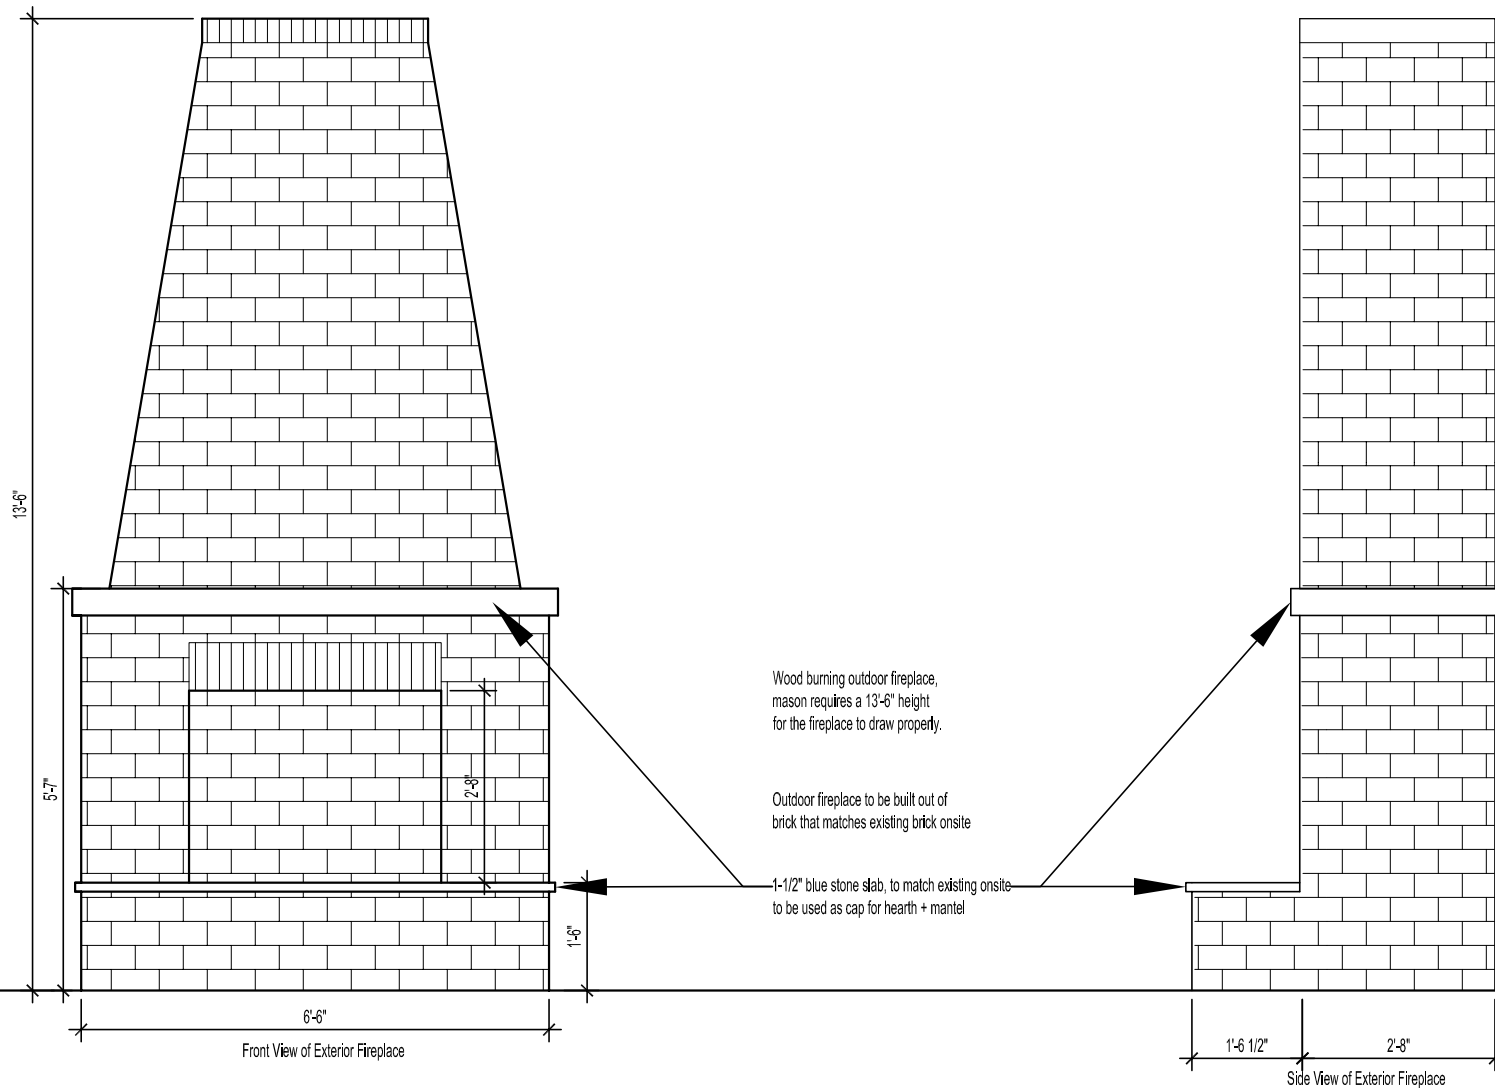 13'-6"
5'-7"
2'-8"
1'-6"
Wood burning outdoor fireplace,
mason requires a 13'-6" height
for the fireplace to draw properly.
Outdoor fireplace to be built out of
brick that matches existing brick onsite
1-1/2" blue stone slab, to match existing onsite
to be used as cap for hearth + mantel
6'-6"
Front View of Exterior Fireplace
1'-6 1/2"
2'-8"
Side View of Exterior Fireplace